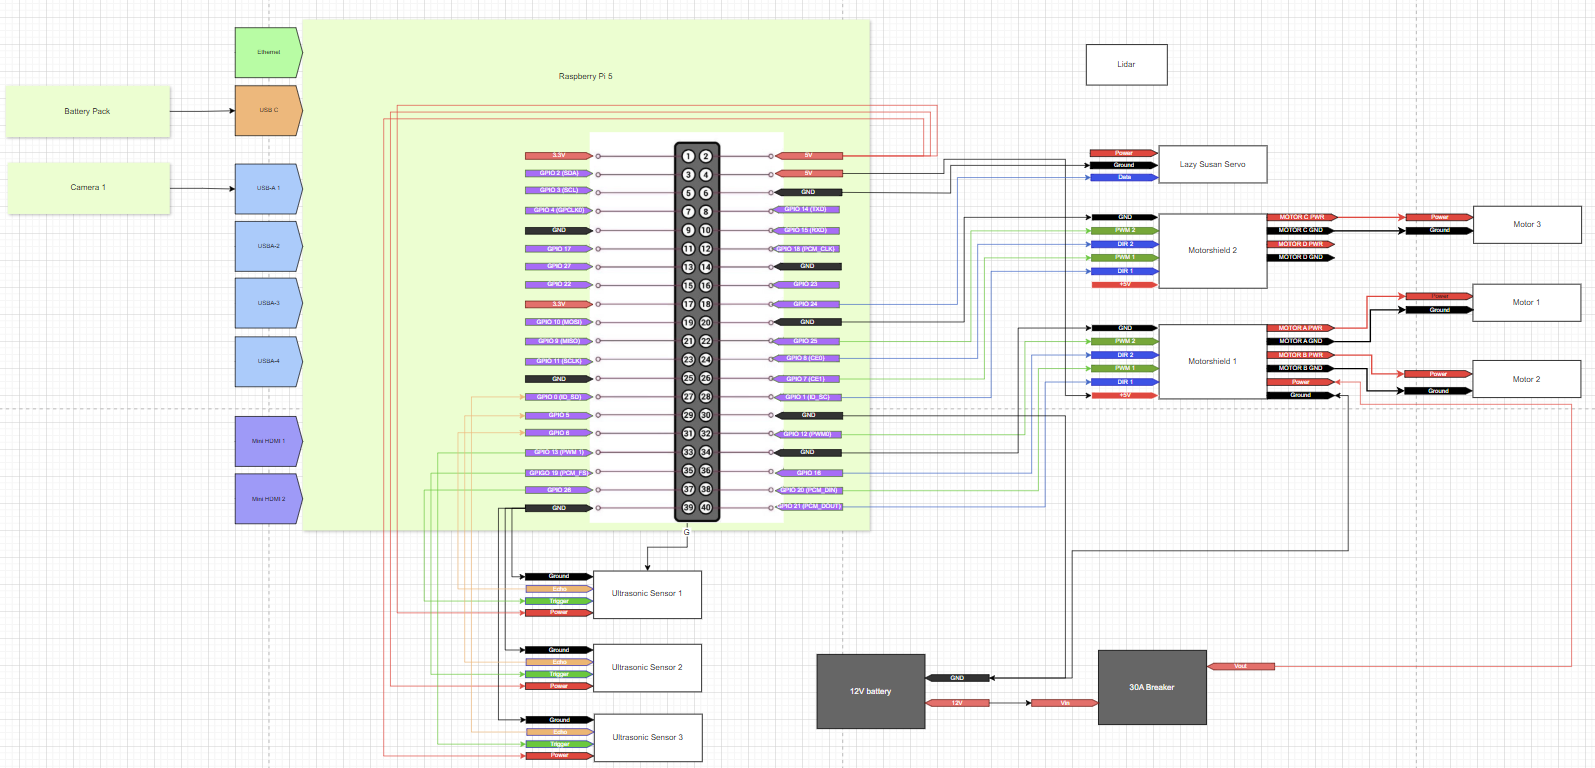 Ethernet
Raspberry Pi 5
Lidar
Battery Pack
USB C
Camera 1
USB-A 1
USBA-2
USBA-3
USBA-4
Mini HDMI 1
Mini HDMI 2
3.3V 1 2 5V
GPIO 2 (SDA) 3 4 5V
GPIO 3 (SCL) 5 6 GND
GPIO 4 (GPCLK0) 7 8 GPIO 14 (TXD)
GND 9 10 GPIO 15 (RXD)
GPIO 17 11 12 GPIO 18 (PCM_CLK)
GPIO 27 13 14 GND
GPIO 22 15 16 GPIO 23
3.3V 17 18 GPIO 24
GPIO 10 (MOSI) 19 20 GND
GPIO 9 (MISO) 21 22 GPIO 25
GPIO 11 (SCLK) 23 24 GPIO 8 (CE0)
GND 25 26 GPIO 7 (CE1)
GPIO 0 (ID_SD) 27 28 GPIO 1 (ID_SC)
GPIO 5 29 30 GND
GPIO 6 31 32 GPIO 12 (PWM0)
GPIO 13 (PWM 1) 33 34 GND
GPIGO 19 (PCM_FS) 35 36 GPIO 16
GPIO 26 37 38 GPIO 20 (PCM_DIN)
GND 39 40 GPIO 21 (PCM_DOUT)
G
Power
Ground
Data
Lazy Susan Servo
GND
PWM 2
DIR 2
PWM 1
DIR 1
+5V
Motorshield 2
MOTOR C PWR
MOTOR C GND
MOTOR D PWR
MOTOR D GND
Power
Ground
Motor 3
GND
PWM 2
DIR 2
PWM 1
DIR 1
+5V
Motorshield 1
MOTOR A PWR
MOTOR A GND
MOTOR B PWR
MOTOR B GND
Power
Ground
Power
Ground
Motor 1
Power
Ground
Motor 2
Ground
Echo
Trigger
Power
Ultrasonic Sensor 1
Ground
Echo
Trigger
Power
Ultrasonic Sensor 2
Ground
Echo
Trigger
Power
Ultrasonic Sensor 3
12V battery
GND
12V
Vin
30A Breaker
Vout